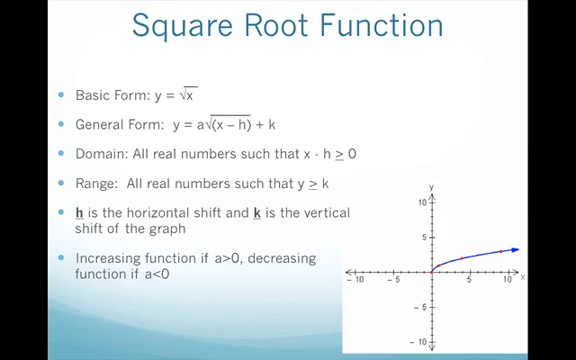 Square Root Function
Basic Form: y = √x
General Form: y = a√(x – h) + k
Domain: All real numbers such that x · h ≥ 0
Range: All real numbers such that y ≥ k
h is the horizontal shift and k is the vertical
shift of the graph
Increasing function if a>0, decreasing
function if a<0
y
10
5
– 10 – 5 5 10 x
– 5
– 10